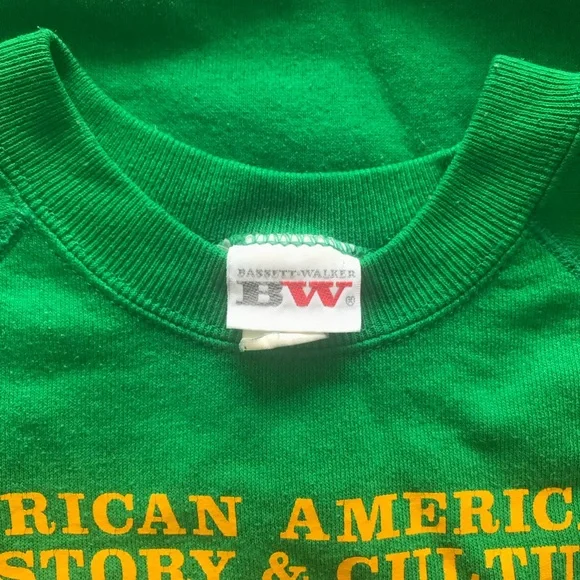 BASSETT-WALKER
BW®
RICAN AMERIC
STORY & CULTU